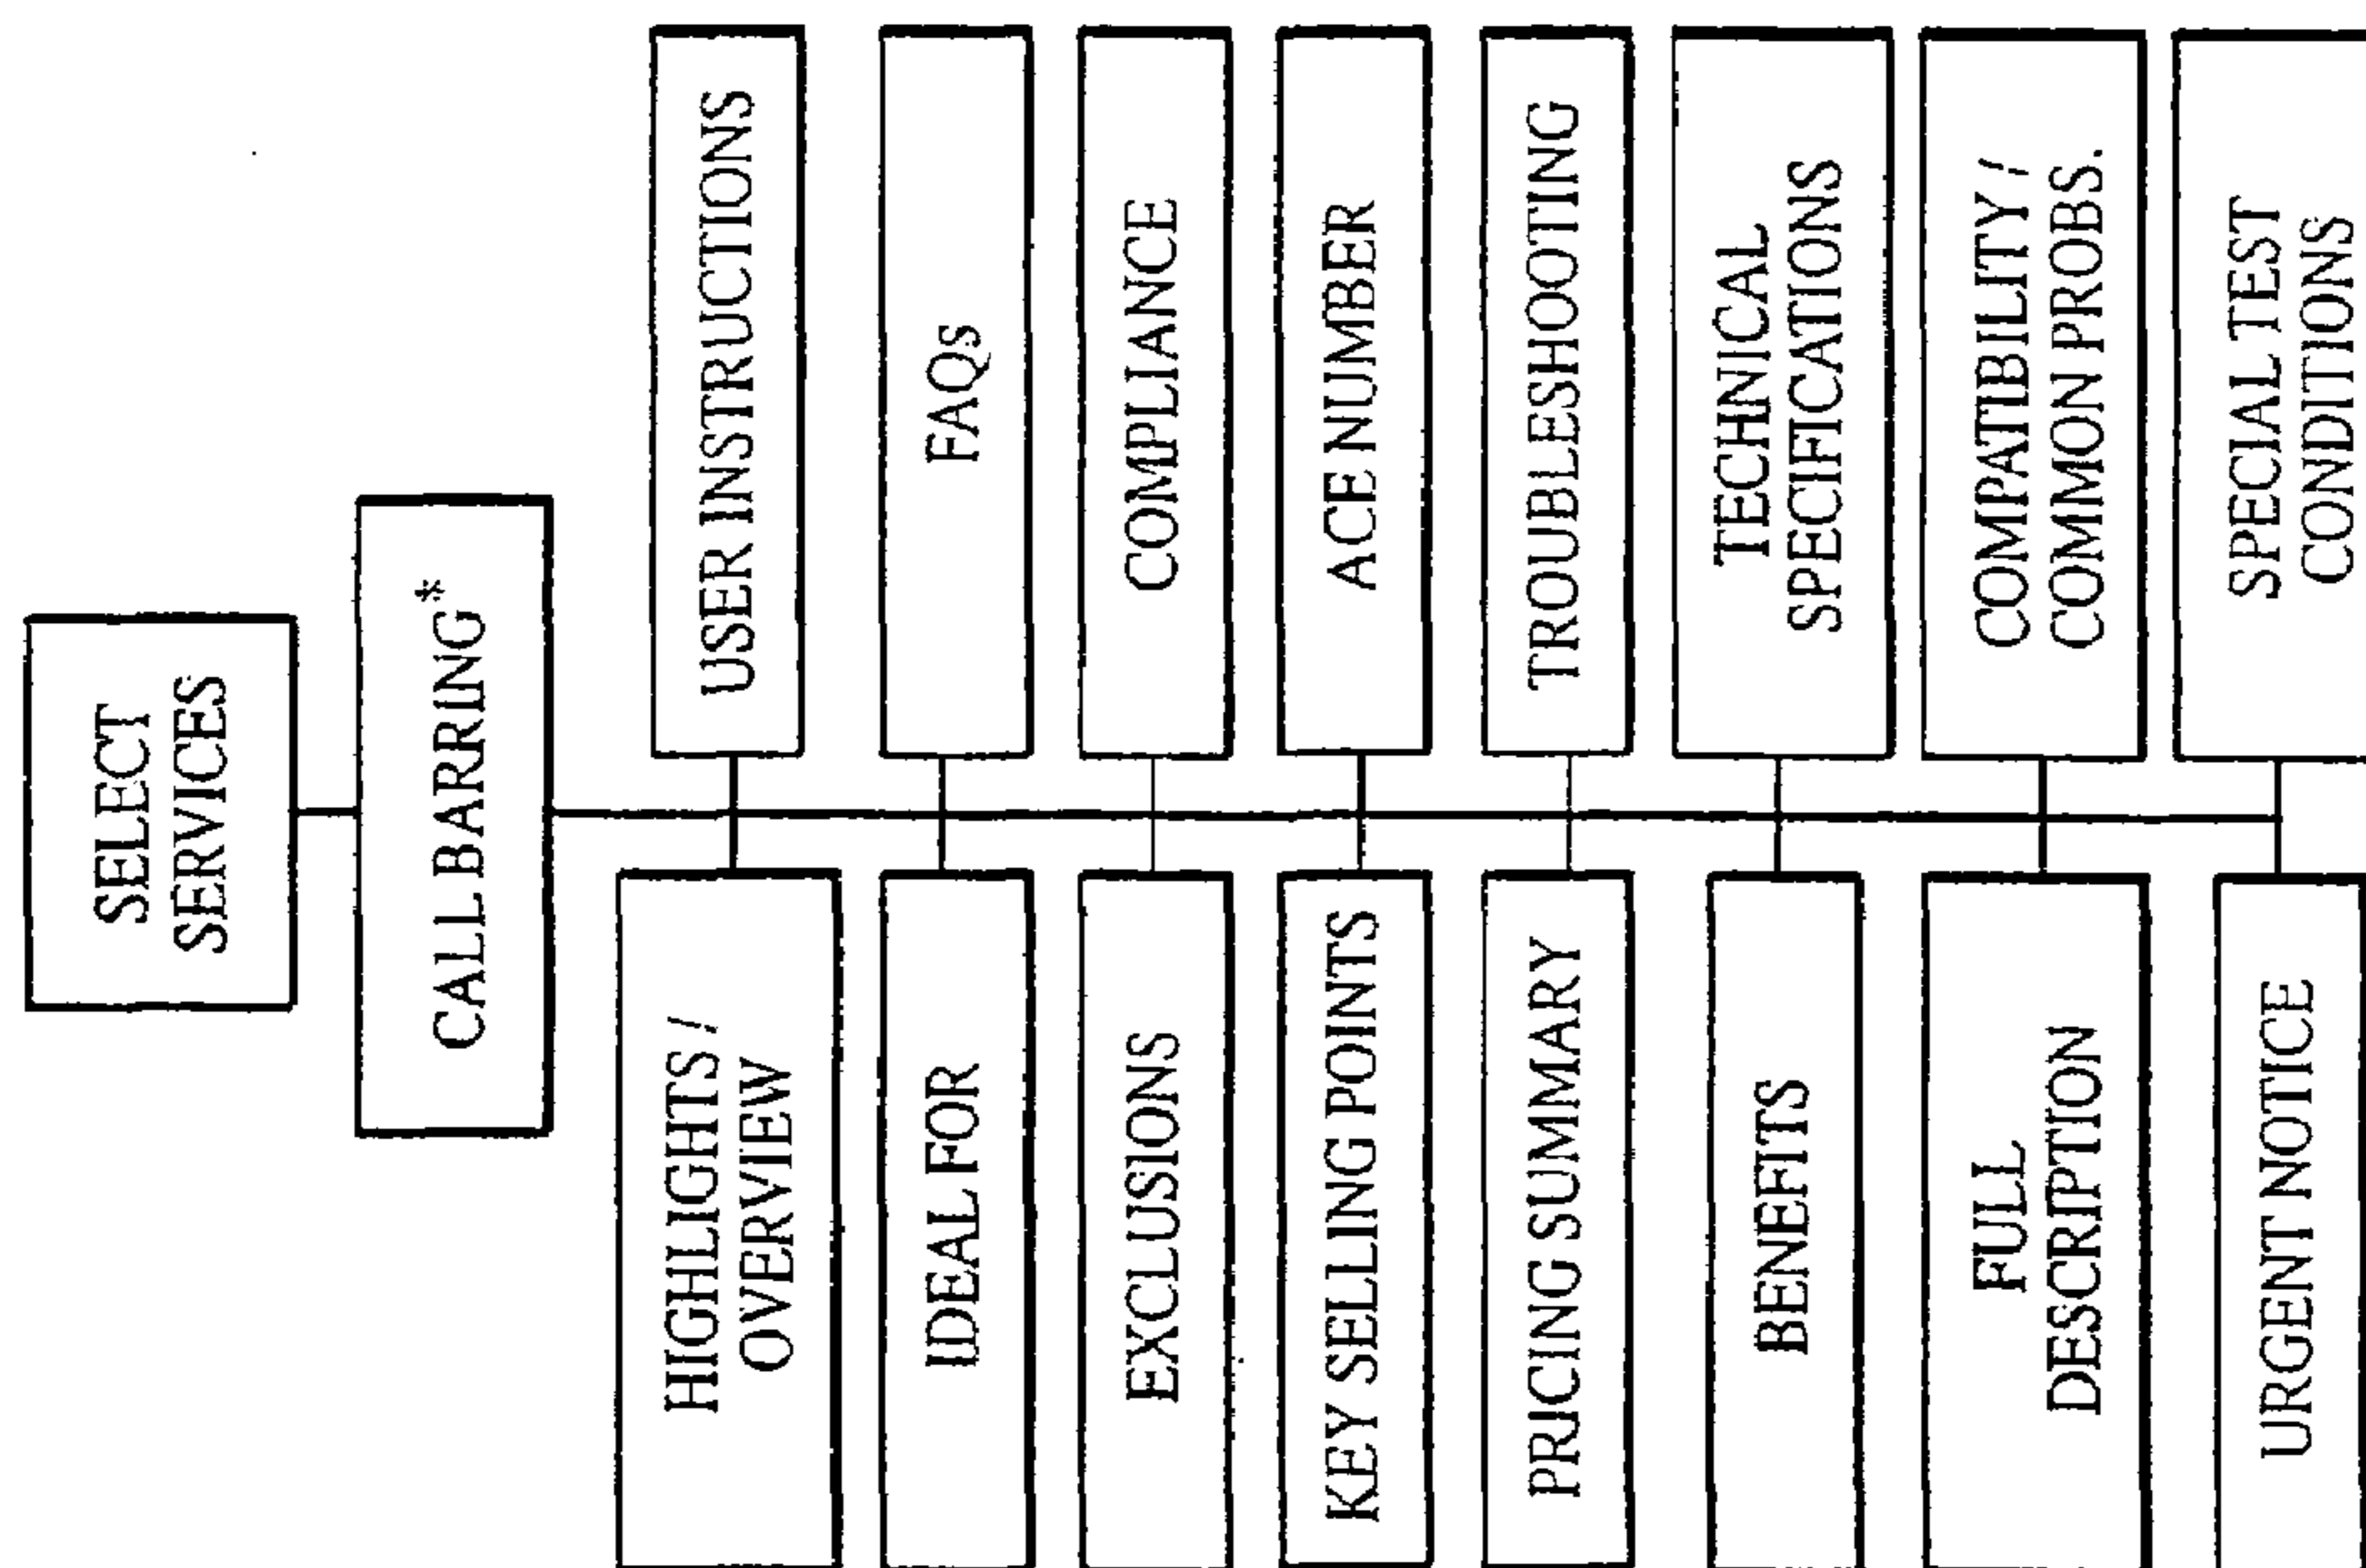 SELECT
SERVICES
CALL BARRING*
HIGHLIGHTS /
OVERVIEW
USER INSTRUCTIONS
IDEAL FOR
FAQs
EXCLUSIONS
COMPLIANCE
KEY SELLING POINTS
ACE NUMBER
PRICING SUMMARY
TROUBLESHOOTING
BENEFITS
TECHNICAL
SPECIFICATIONS
FULL
DESCRIPTION
COMPATIBILITY /
COMMON PROBS.
URGENT NOTICE
SPECIAL TEST
CONDITIONS